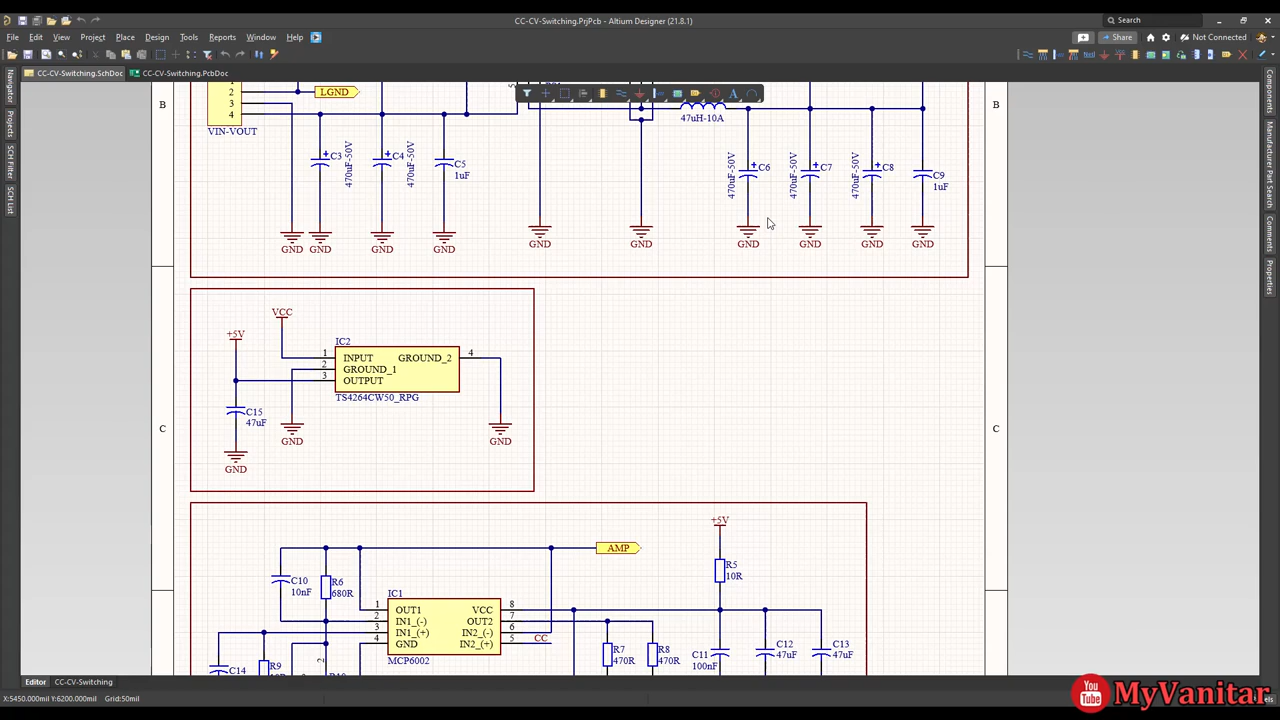 CC-CV-Switching.PrjPcb - Altium Designer (21.8.1)
Search
File Edit View Project Place Design Tools Reports Window Help
Share
Not Connected
CC-CV-Switching.SchDoc
CC-CV-Switching.PcbDoc
Navigator
Projects
SCH Filter
SCH List
Components
Manufacturer Part Search
Comments
Properties
B
B
2
3
4
LGND
VIN-VOUT
47uH-10A
C3
470uF-50V
C4
470uF-50V
C5
1uF
470uF-50V
C6
470uF-50V
C7
470uF-50V
C8
C9
1uF
GND
GND
GND
GND
GND
GND
GND
GND
GND
GND
VCC
+5V
IC2
1
2
3
INPUT
GROUND_1
OUTPUT
GROUND_2
4
TS4264CW50_RPG
C15
47uF
GND
GND
GND
C
C
+5V
AMP
R5
10R
C10
10nF
R6
680R
IC1
1
2
3
4
OUT1
IN1_(-)
IN1_(+)
GND
VCC
OUT2
IN2_(-)
IN2_(+)
8
7
6
5
CC
MCP6002
C14
R9
2
R7
470R
R8
470R
C11
100nF
C12
47uF
C13
47uF
Editor
CC-CV-Switching
X:5450.000mil Y:6200.000mil Grid:50mil
You
Tube
MyVanitar